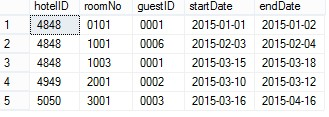 hotelID roomNo guestID startDate endDate
1 4848 0101 0001 2015-01-01 2015-01-02
2 4848 1001 0006 2015-02-03 2015-02-04
3 4848 1003 0001 2015-03-15 2015-03-18
4 4949 2001 0002 2015-03-10 2015-03-12
5 5050 3001 0003 2015-03-16 2015-04-16